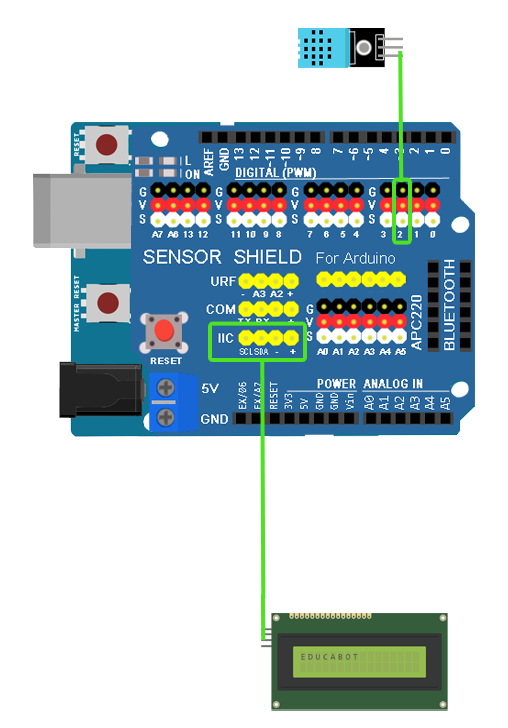 RESET
L
ON
AREF
GND
13
12
~11
~10
~9
8
7
~6
~5
4
2
1
0
DIGITAL (PWM)
G
V
S
A7 A6 13 12
G
V
S
11 10 9 8
G
V
S
7 6 5 4
G
V
S
3 2 1 0
SENSOR SHIELD
For Arduino
URF
- A3 A2 +
COM
IIC
SCL SDA - +
G
V
S
A0 A1 A2 A3 A4 A5
APC220
BLUETOOTH
MASTER RESET
RESET
5V
GND
POWER
ANALOG IN
EX/06
EX/A7
RESET
3V3
5V
GND
GND
Vin
A0
A1
A2
A3
A4
A5
EDUCABOT